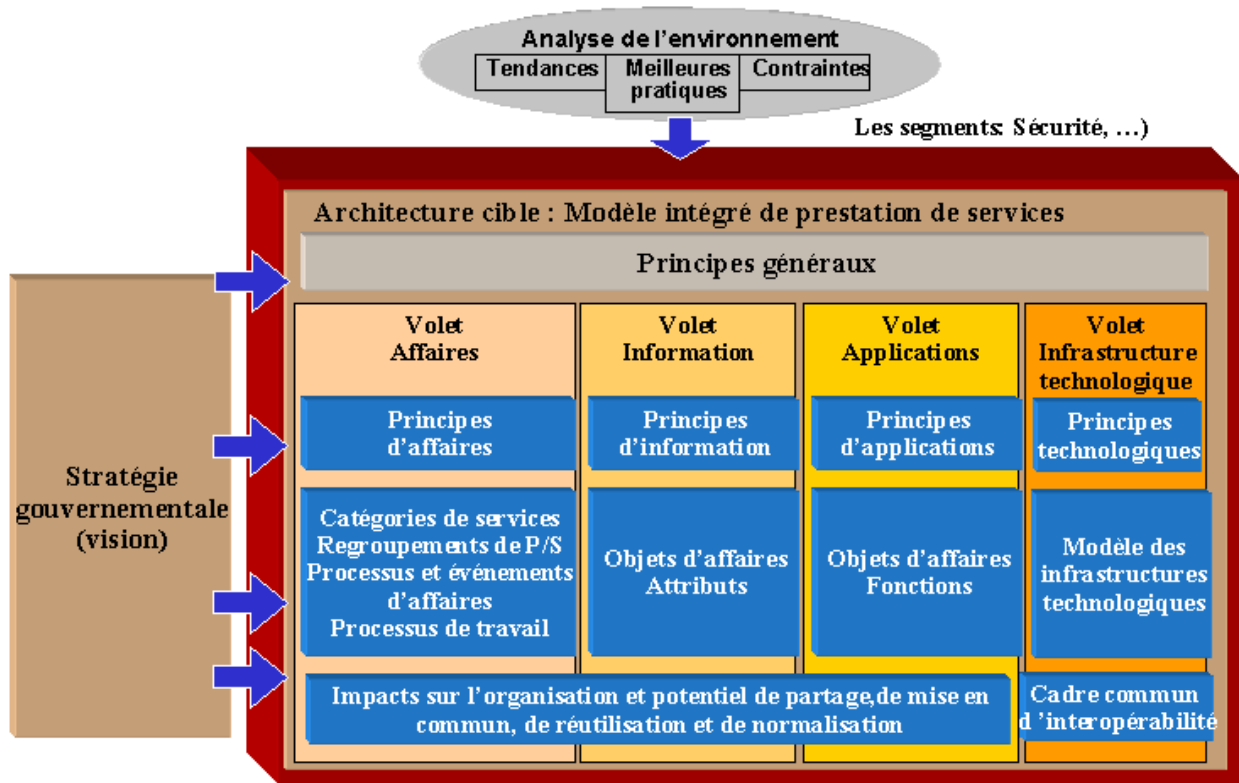 Analyse de l'environnement
Tendances
Meilleures
pratiques
Contraintes
Les segments: Sécurité, …)
Architecture cible : Modèle intégré de prestation de services
Principes généraux
Stratégie
gouvernementale
(vision)
Volet
Affaires
Principes
d'affaires
Catégories de services
Regroupements de P/S
Processus et événements
d'affaires
Processus de travail
Volet
Information
Principes
d'information
Objets d'affaires
Attributs
Volet
Applications
Principes
d'applications
Objets d'affaires
Fonctions
Volet
Infrastructure
technologique
Principes
technologiques
Modèle des
infrastructures
technologiques
Impacts sur l'organisation et potentiel de partage,de mise en
commun, de réutilisation et de normalisation
Cadre commun
d 'interopérabilité